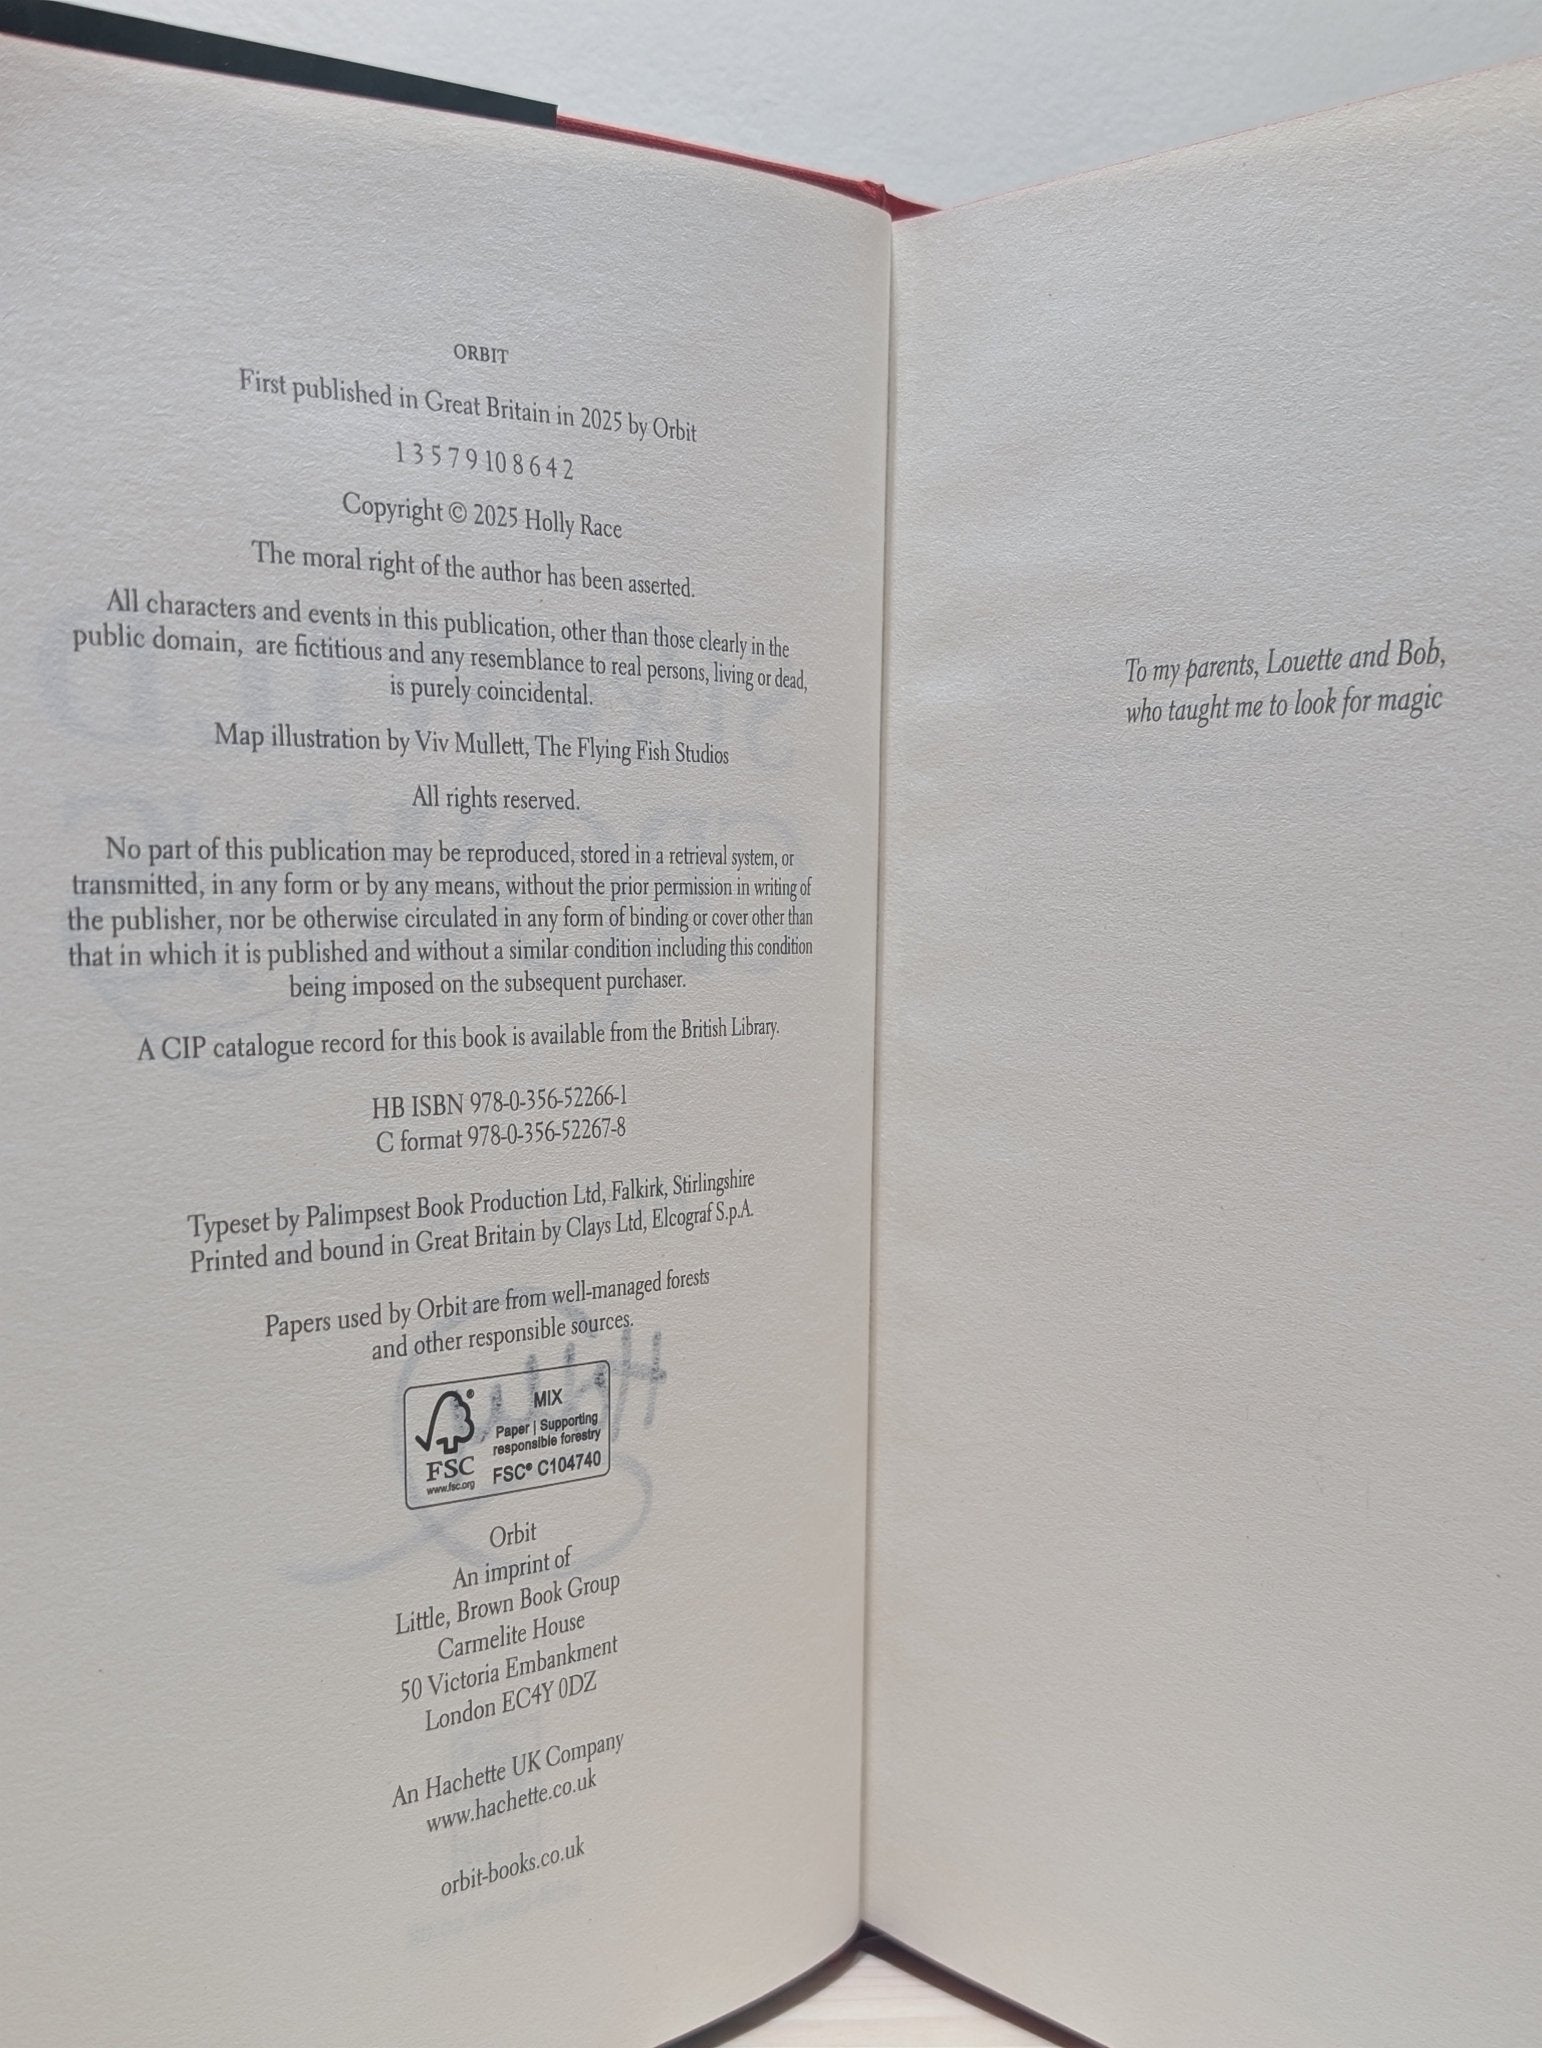 ORBIT
First published in Great Britain in 2025 by Orbit
1 3 5 7 9 10 8 6 4 2
Copyright © 2025 Holly Race
The moral right of the author has been asserted.
All characters and events in this publication, other than those clearly in the
public domain, are fictitious and any resemblance to real persons, living or dead,
is purely coincidental.
Map illustration by Viv Mullett, The Flying Fish Studios
All rights reserved.
No part of this publication may be reproduced, stored in a retrieval system, or
transmitted, in any form or by any means, without the prior permission in writing of
the publisher, nor be otherwise circulated in any form of binding or cover other than
that in which it is published and without a similar condition including this condition
being imposed on the subsequent purchaser.
A CIP catalogue record for this book is available from the British Library.
HB ISBN 978-0-356-52266-1
C format 978-0-356-52267-8
Typeset by Palimpsest Book Production Ltd, Falkirk, Stirlingshire
Printed and bound in Great Britain by Clays Ltd, Elcograf S.p.A.
Papers used by Orbit are from well-managed forests
and other responsible sources.
MIX
Paper | Supporting
responsible forestry
FSC® C104740
FSC
www.fsc.org
Orbit
An imprint of
Little, Brown Book Group
Carmelite House
50 Victoria Embankment
London EC4Y 0DZ
An Hachette UK Company
www.hachette.co.uk
orbit-books.co.uk
To my parents, Louette and Bob,
who taught me to look for magic